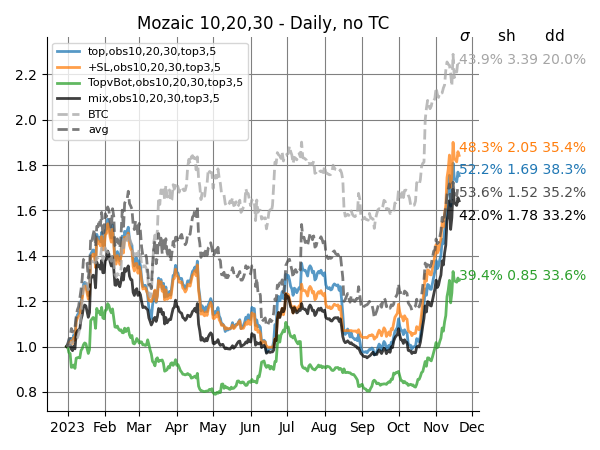 Mozaic 10,20,30 - Daily, no TC
σ sh dd
top,obs10,20,30,top3,5
+SL,obs10,20,30,top3,5
TopvBot,obs10,20,30,top3,5
mix,obs10,20,30,top3,5
BTC
avg
43.9% 3.39 20.0%
48.3% 2.05 35.4%
52.2% 1.69 38.3%
53.6% 1.52 35.2%
42.0% 1.78 33.2%
39.4% 0.85 33.6%
2.2
2.0
1.8
1.6
1.4
1.2
1.0
0.8
2023 Feb Mar Apr May Jun Jul Aug Sep Oct Nov Dec